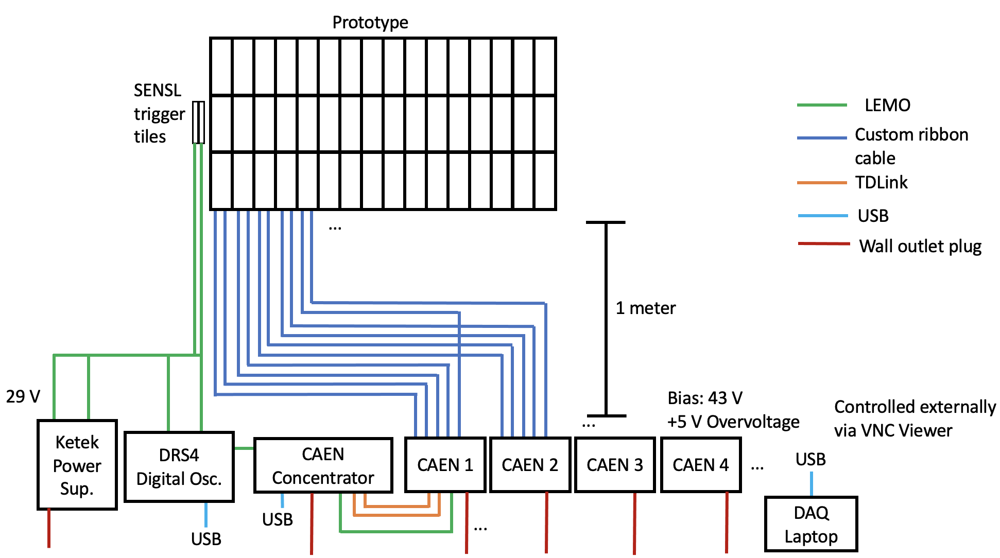 Prototype
SENSL
trigger
tiles
...
LEMO
Custom ribbon
cable
TDLink
USB
Wall outlet plug
1 meter
29 V
...
Bias: 43 V
+5 V Overvoltage
Controlled externally
via VNC Viewer
Ketek
Power
Sup.
DRS4
Digital Osc.
CAEN
Concentrator
CAEN 1
CAEN 2
CAEN 3
CAEN 4
...
USB
DAQ
Laptop
USB
USB
...